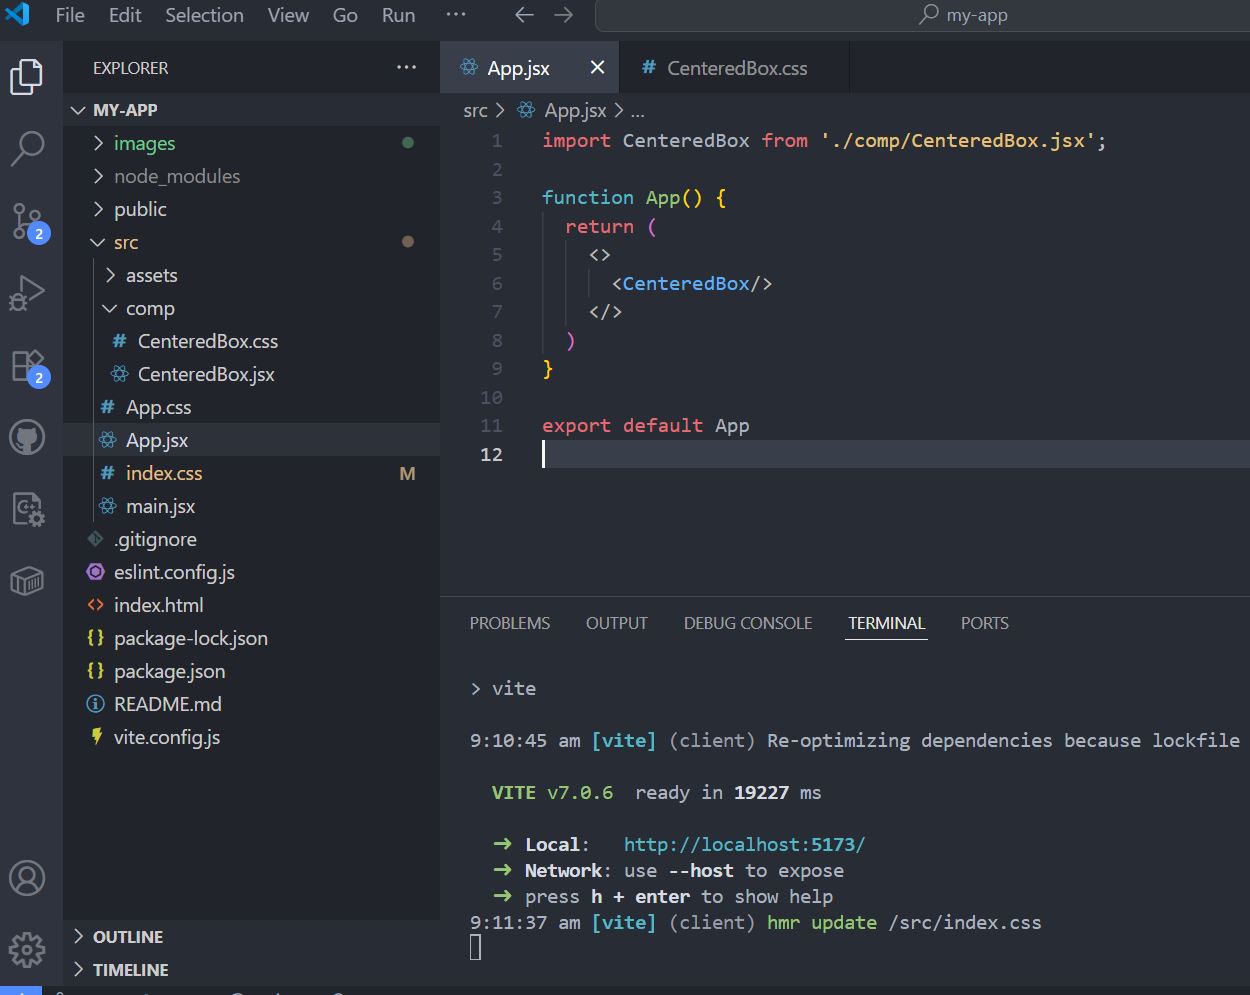 File Edit Selection View Go Run ··· my-app
EXPLORER ···
MY-APP
images
node_modules
public
src
assets
comp
# CenteredBox.css
CenteredBox.jsx
# App.css
App.jsx
# index.css M
main.jsx
.gitignore
eslint.config.js
<> index.html
{} package-lock.json
{} package.json
README.md
vite.config.js
OUTLINE
TIMELINE
2
2
App.jsx × # CenteredBox.css
src > App.jsx > ...
1 import CenteredBox from './comp/CenteredBox.jsx';
2
3 function App() {
4 return (
5 <>
6 <CenteredBox/>
7 </>
8 )
9 }
10
11 export default App
12
PROBLEMS OUTPUT DEBUG CONSOLE TERMINAL PORTS
> vite
9:10:45 am [vite] (client) Re-optimizing dependencies because lockfile
VITE v7.0.6 ready in 19227 ms
➜ Local: http://localhost:5173/
➜ Network: use --host to expose
➜ press h + enter to show help
9:11:37 am [vite] (client) hmr update /src/index.css